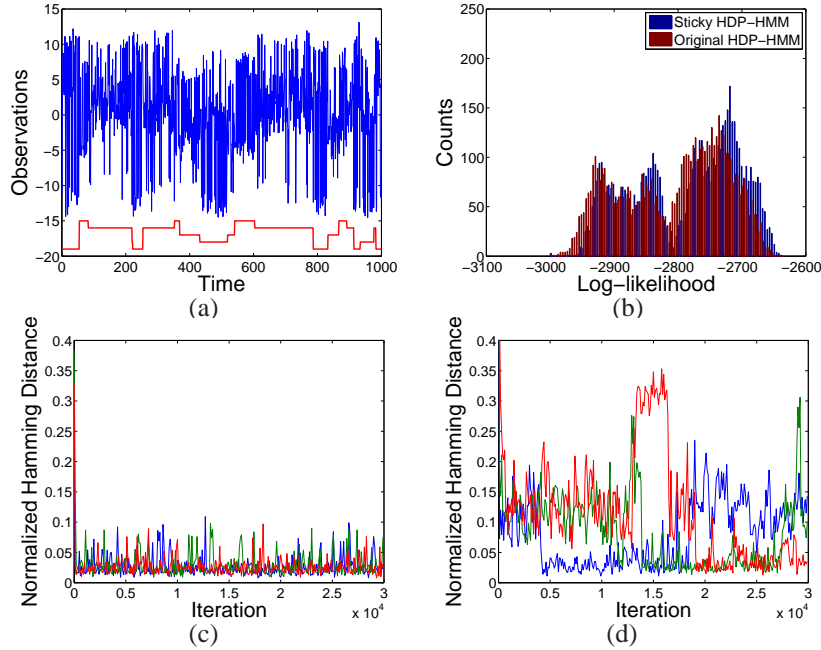 15
10
5
0
−5
−10
−15
−20
Observations
0 200 400 600 800 1000
Time
(a)
250
200
150
100
50
0
Counts
Sticky HDP−HMM
Original HDP−HMM
−3100 −3000 −2900 −2800 −2700 −2600
Log−likelihood
(b)
0.4
0.35
0.3
0.25
0.2
0.15
0.1
0.05
0
Normalized Hamming Distance
0 0.5 1 1.5 2 2.5 3
Iteration
x 10^4
(c)
0.4
0.35
0.3
0.25
0.2
0.15
0.1
0.05
0
Normalized Hamming Distance
0 0.5 1 1.5 2 2.5 3
Iteration
x 10^4
(d)